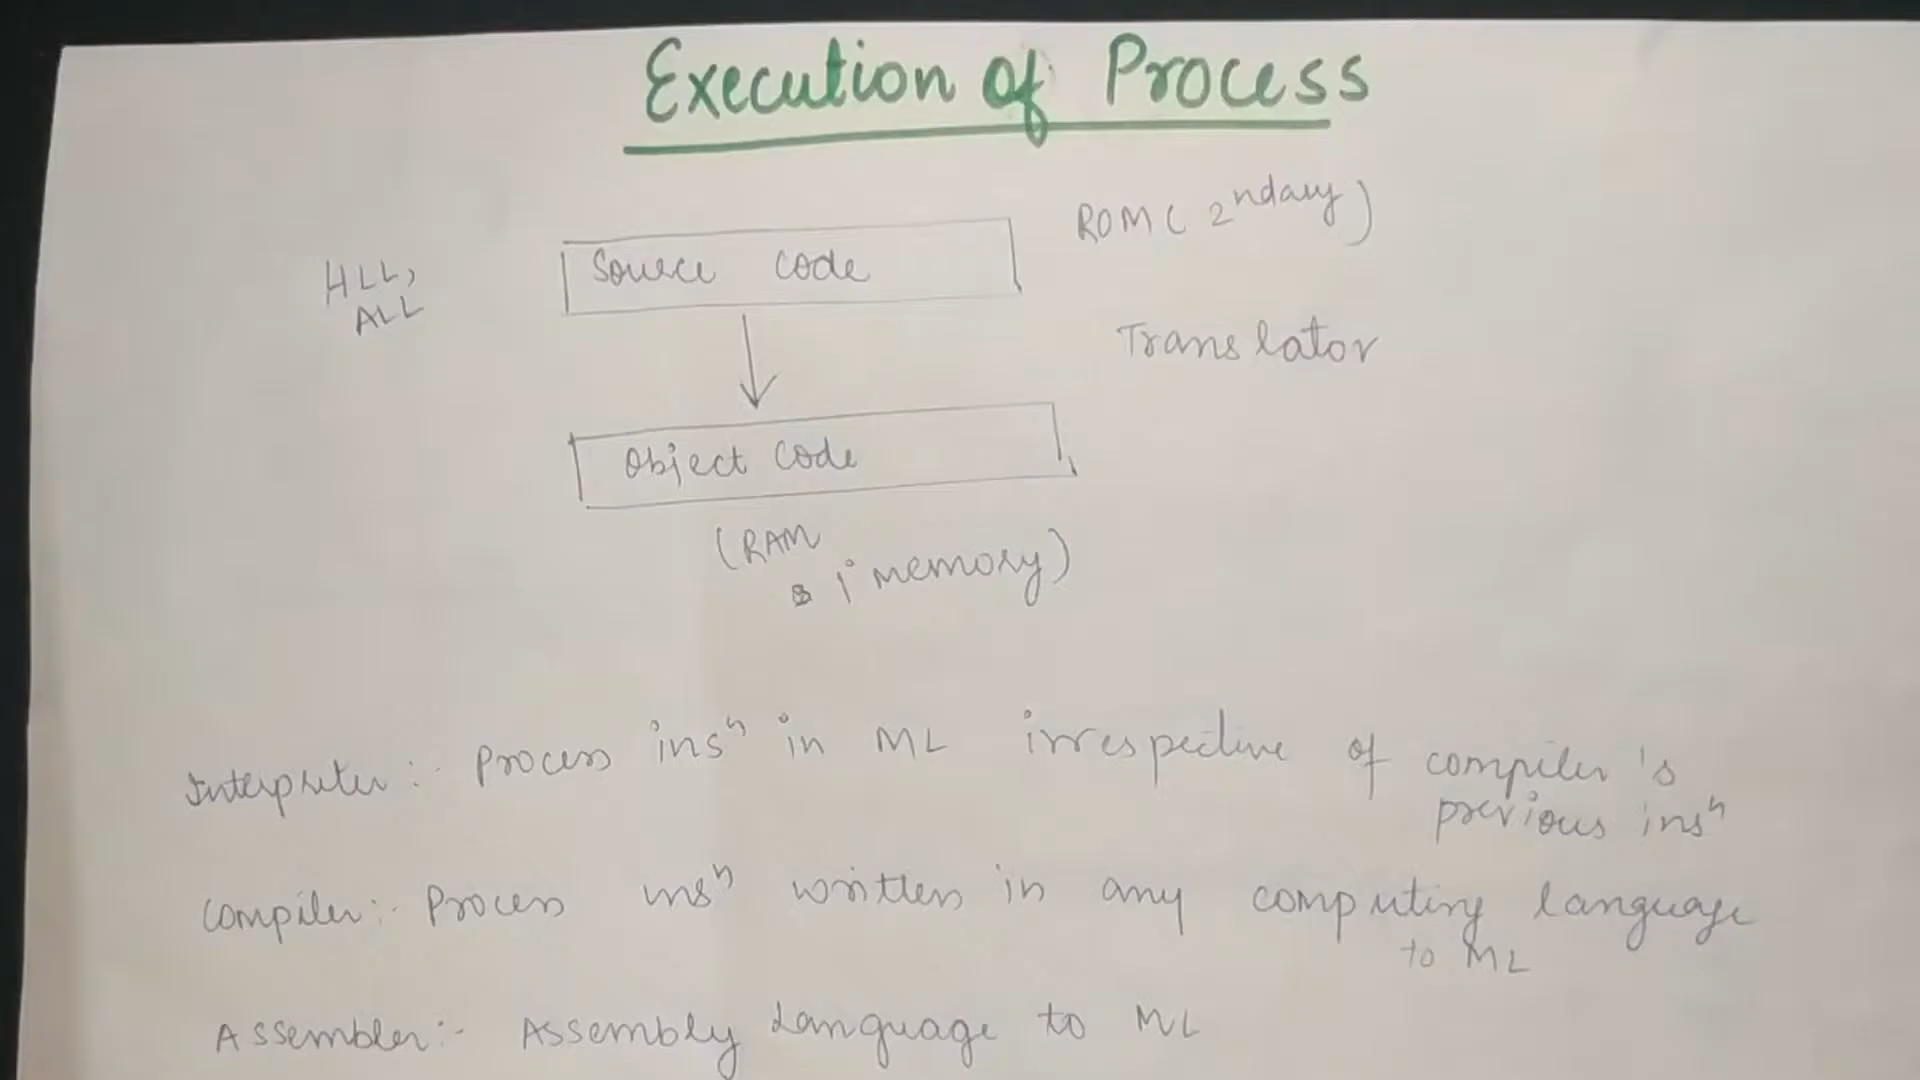 Execution of Process
ROM ( 2ndary )
HLL,
ALL
Source code
Translator
Object code
(RAM
1° memory)
Interpreter :- Process insⁿ in ML irrespective of compiler's
previous insⁿ
Compiler :- Process insⁿ written in any computing language
to ML
Assembler :- Assembly Language to ML